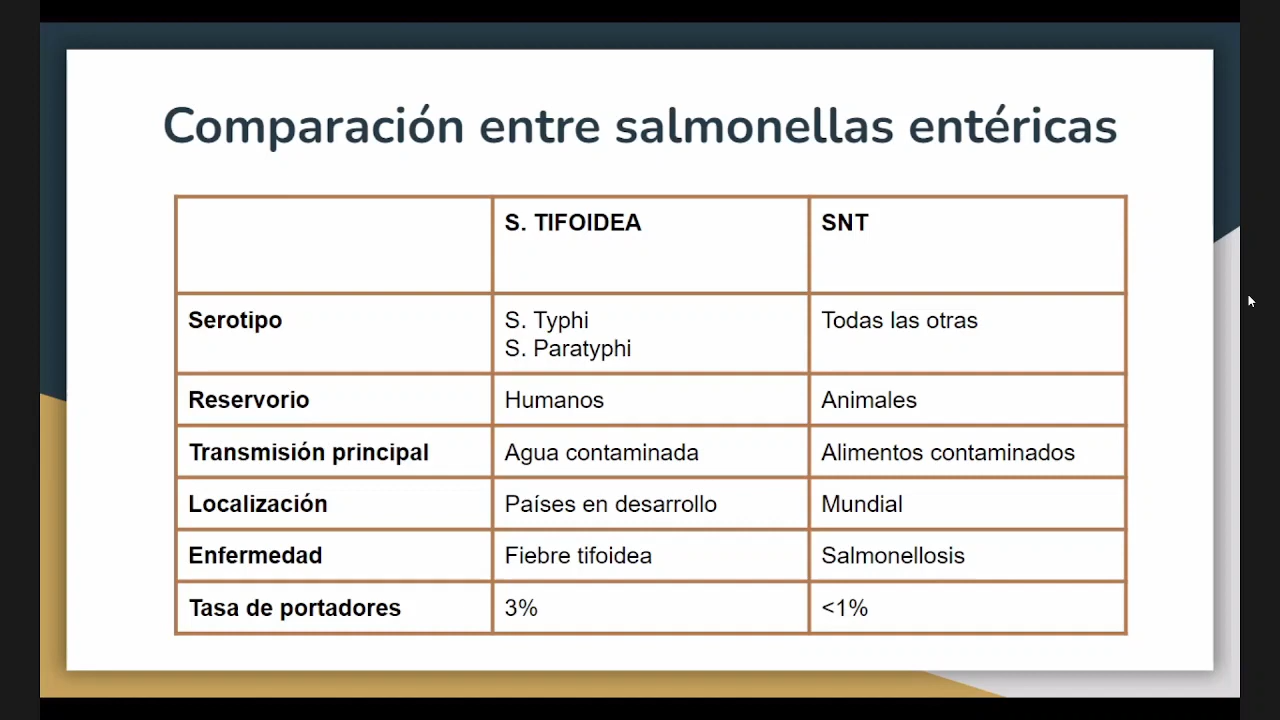 Comparación entre salmonellas entéricas
S. TIFOIDEA SNT
Serotipo S. Typhi Todas las otras
S. Paratyphi
Reservorio Humanos Animales
Transmisión principal Agua contaminada Alimentos contaminados
Localización Países en desarrollo Mundial
Enfermedad Fiebre tifoidea Salmonellosis
Tasa de portadores 3% <1%